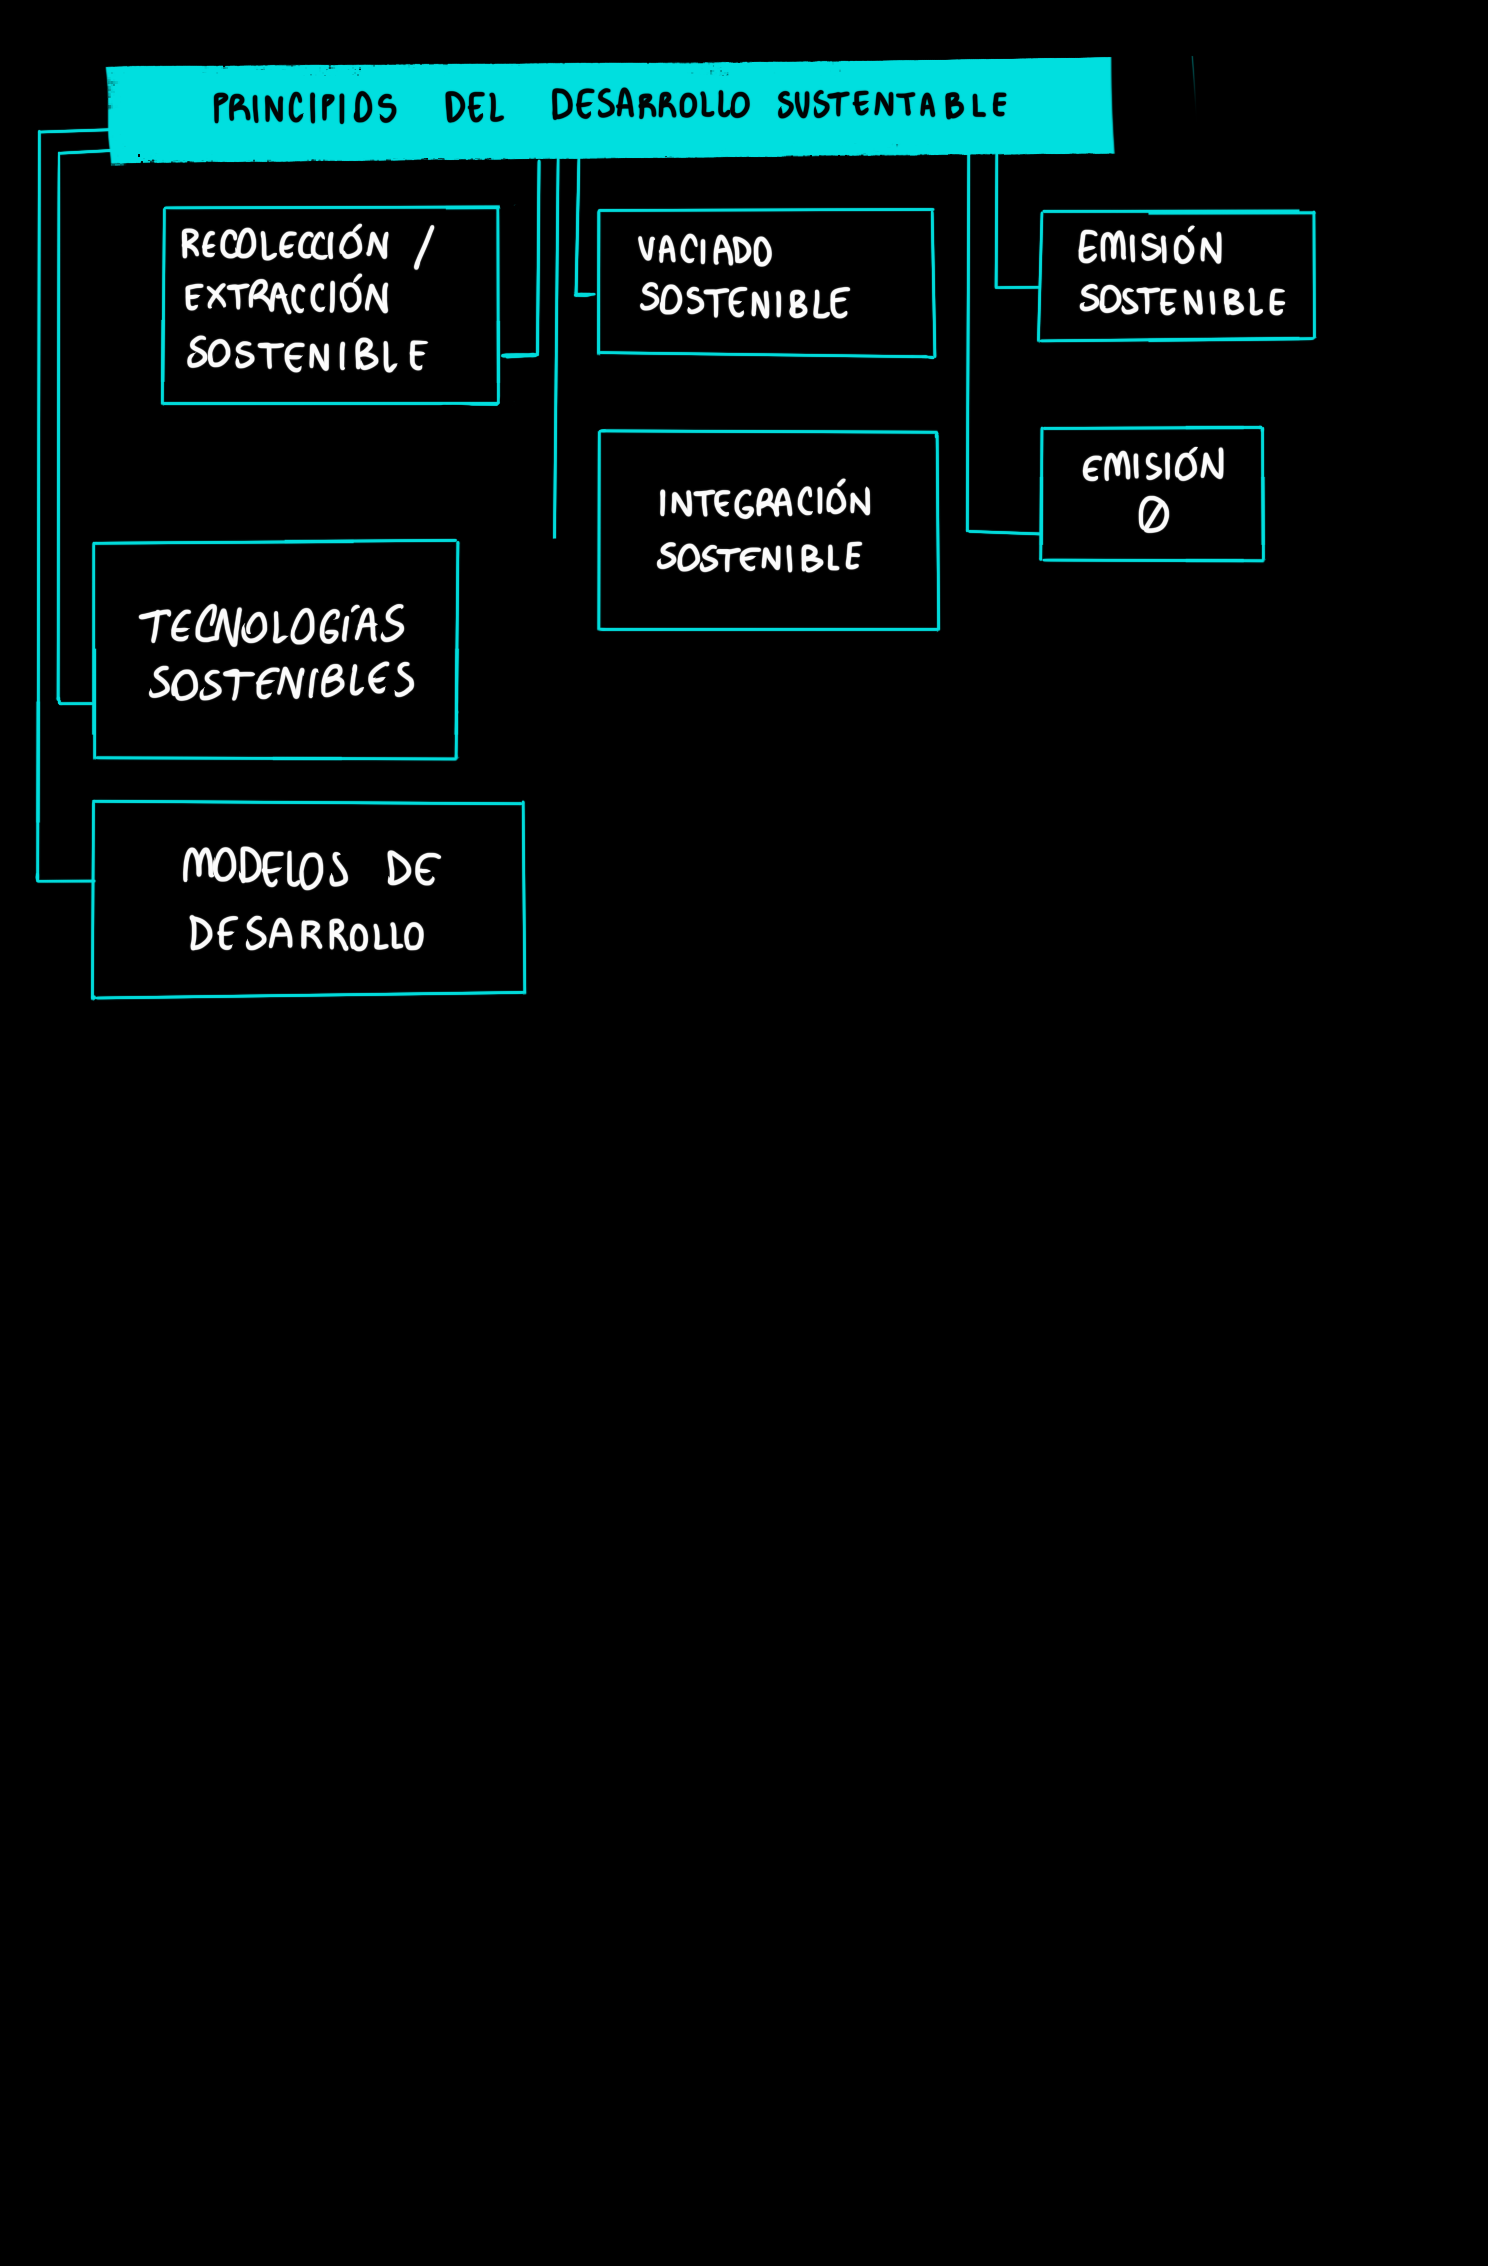 PRINCIPIOS DEL DESARROLLO SUSTENTABLE
RECOLECCIÓN /
EXTRACCIÓN
SOSTENIBLE
VACIADO
SOSTENIBLE
EMISIÓN
SOSTENIBLE
INTEGRACIÓN
SOSTENIBLE
EMISIÓN
0
TECNOLOGÍAS
SOSTENIBLES
MODELOS DE
DESARROLLO